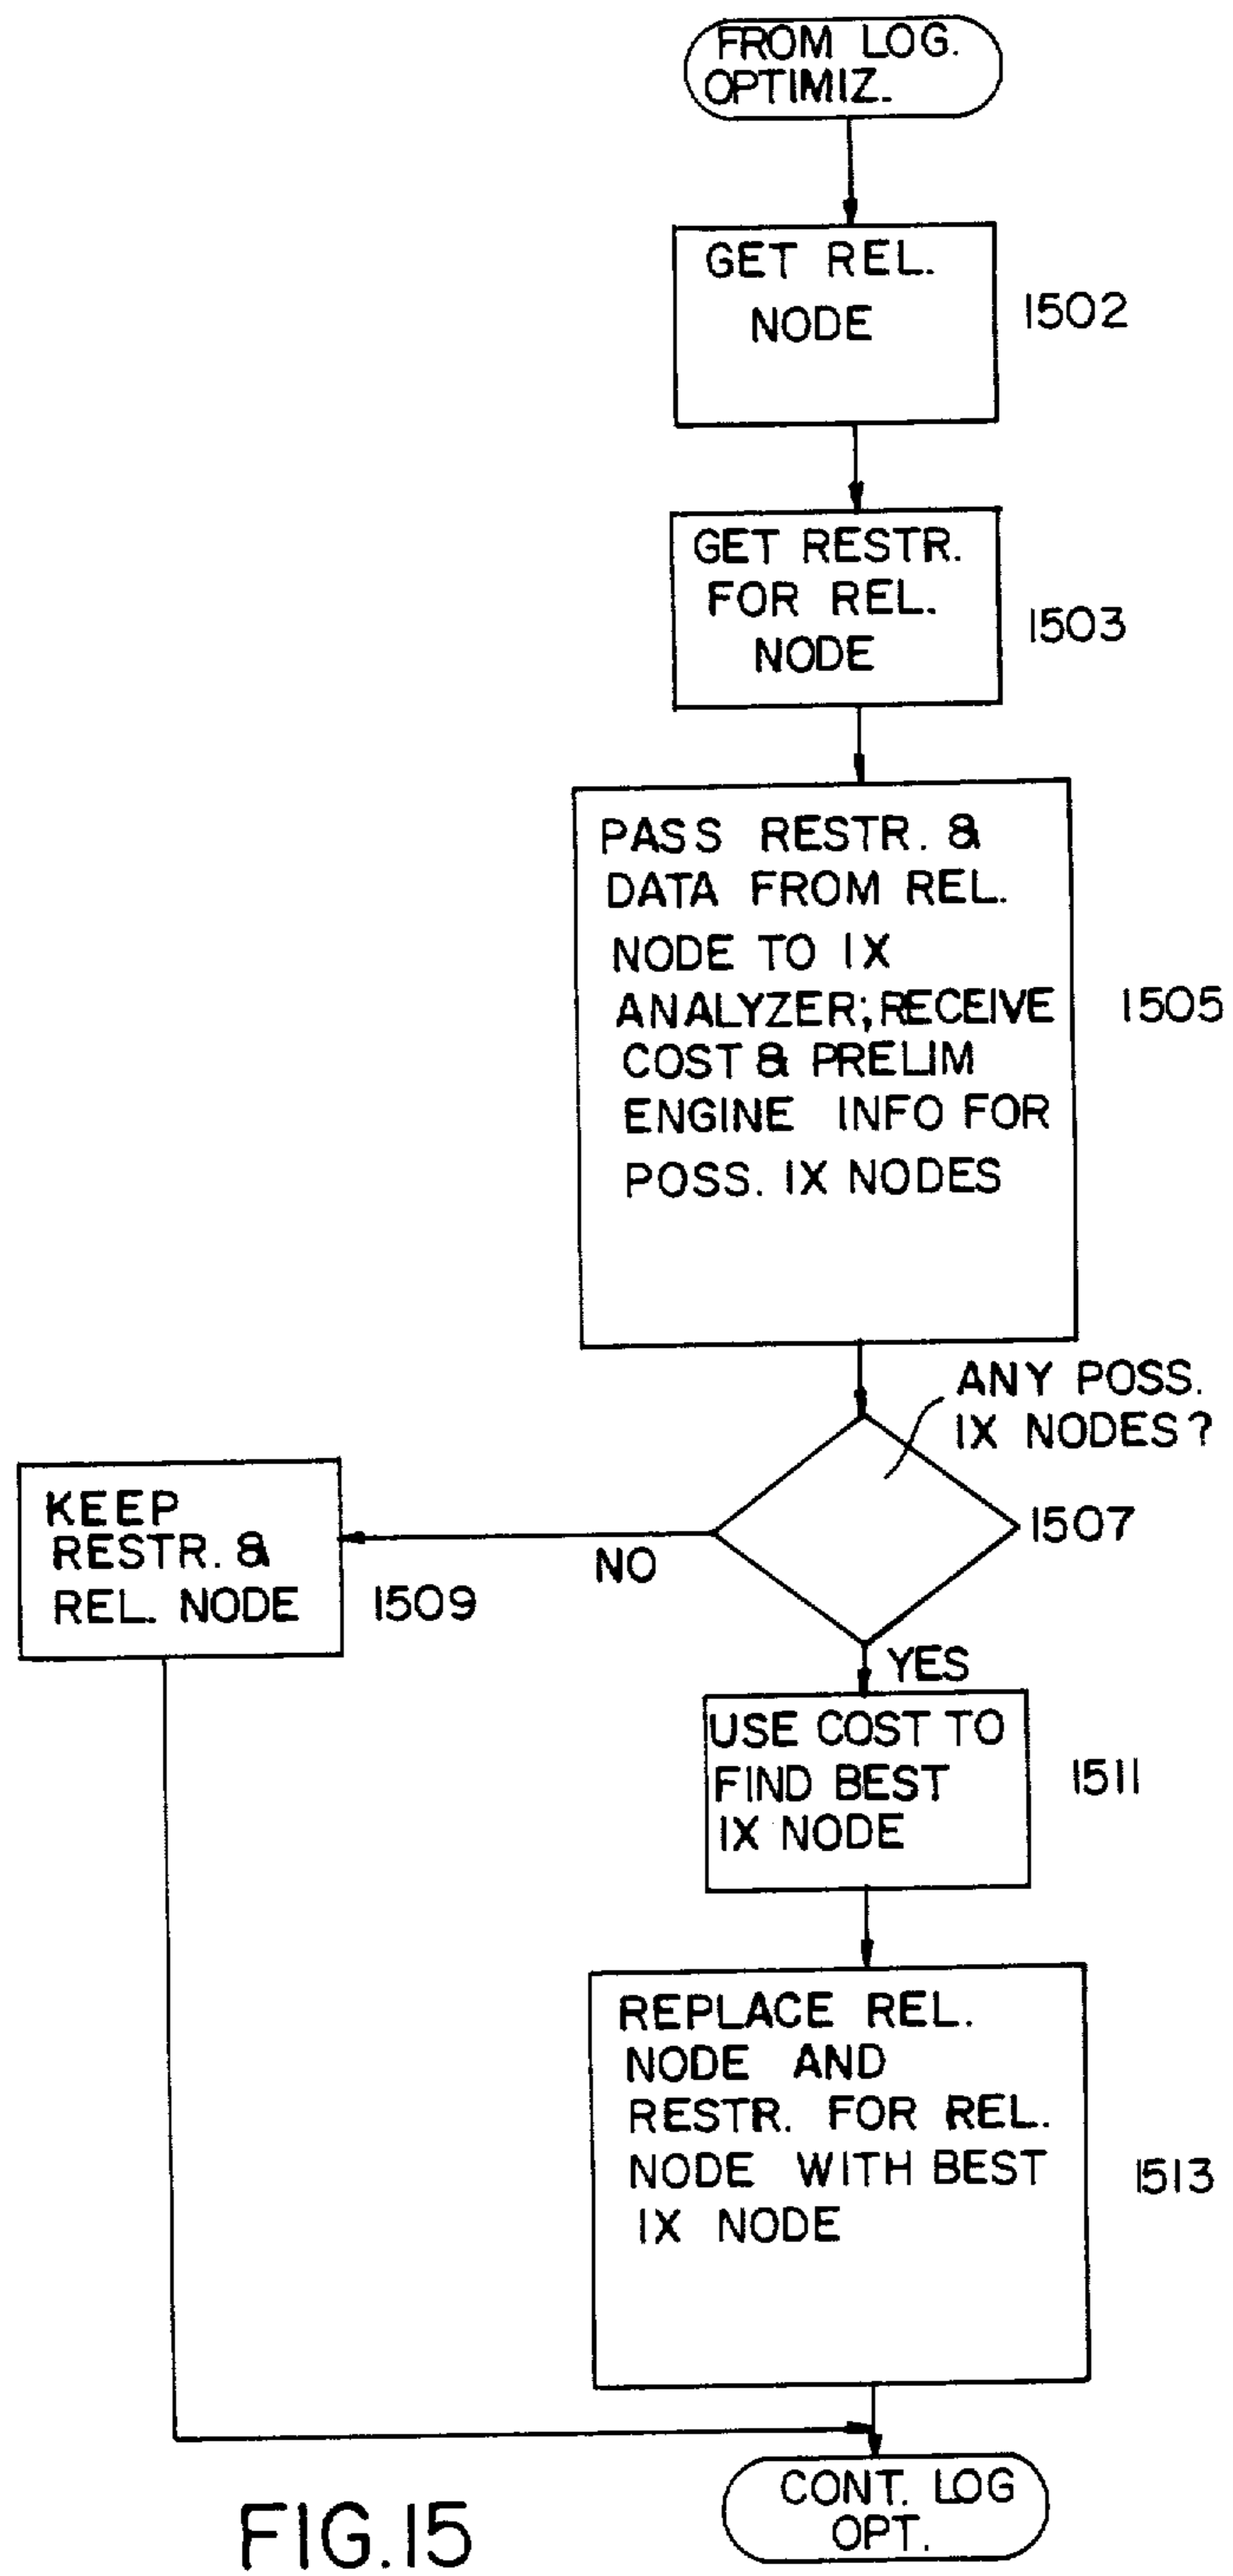 FROM LOG.
OPTIMIZ.
GET REL.
NODE
1502
GET RESTR.
FOR REL.
NODE
1503
PASS RESTR. &
DATA FROM REL.
NODE TO IX
ANALYZER; RECEIVE
COST & PRELIM
ENGINE INFO FOR
POSS. IX NODES
1505
ANY POSS.
IX NODES?
1507
NO
KEEP
RESTR. &
REL. NODE
1509
YES
USE COST TO
FIND BEST
IX NODE
1511
REPLACE REL.
NODE AND
RESTR. FOR REL.
NODE WITH BEST
IX NODE
1513
CONT. LOG
OPT.
FIG.15